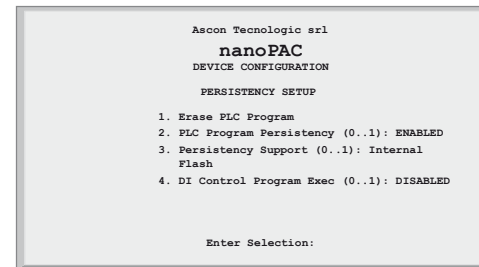 Ascon Tecnologic srl
nanoPAC
DEVICE CONFIGURATION
PERSISTENCY SETUP
1. Erase PLC Program
2. PLC Program Persistency (0..1): ENABLED
3. Persistency Support (0..1): Internal
Flash
4. DI Control Program Exec (0..1): DISABLED
Enter Selection: